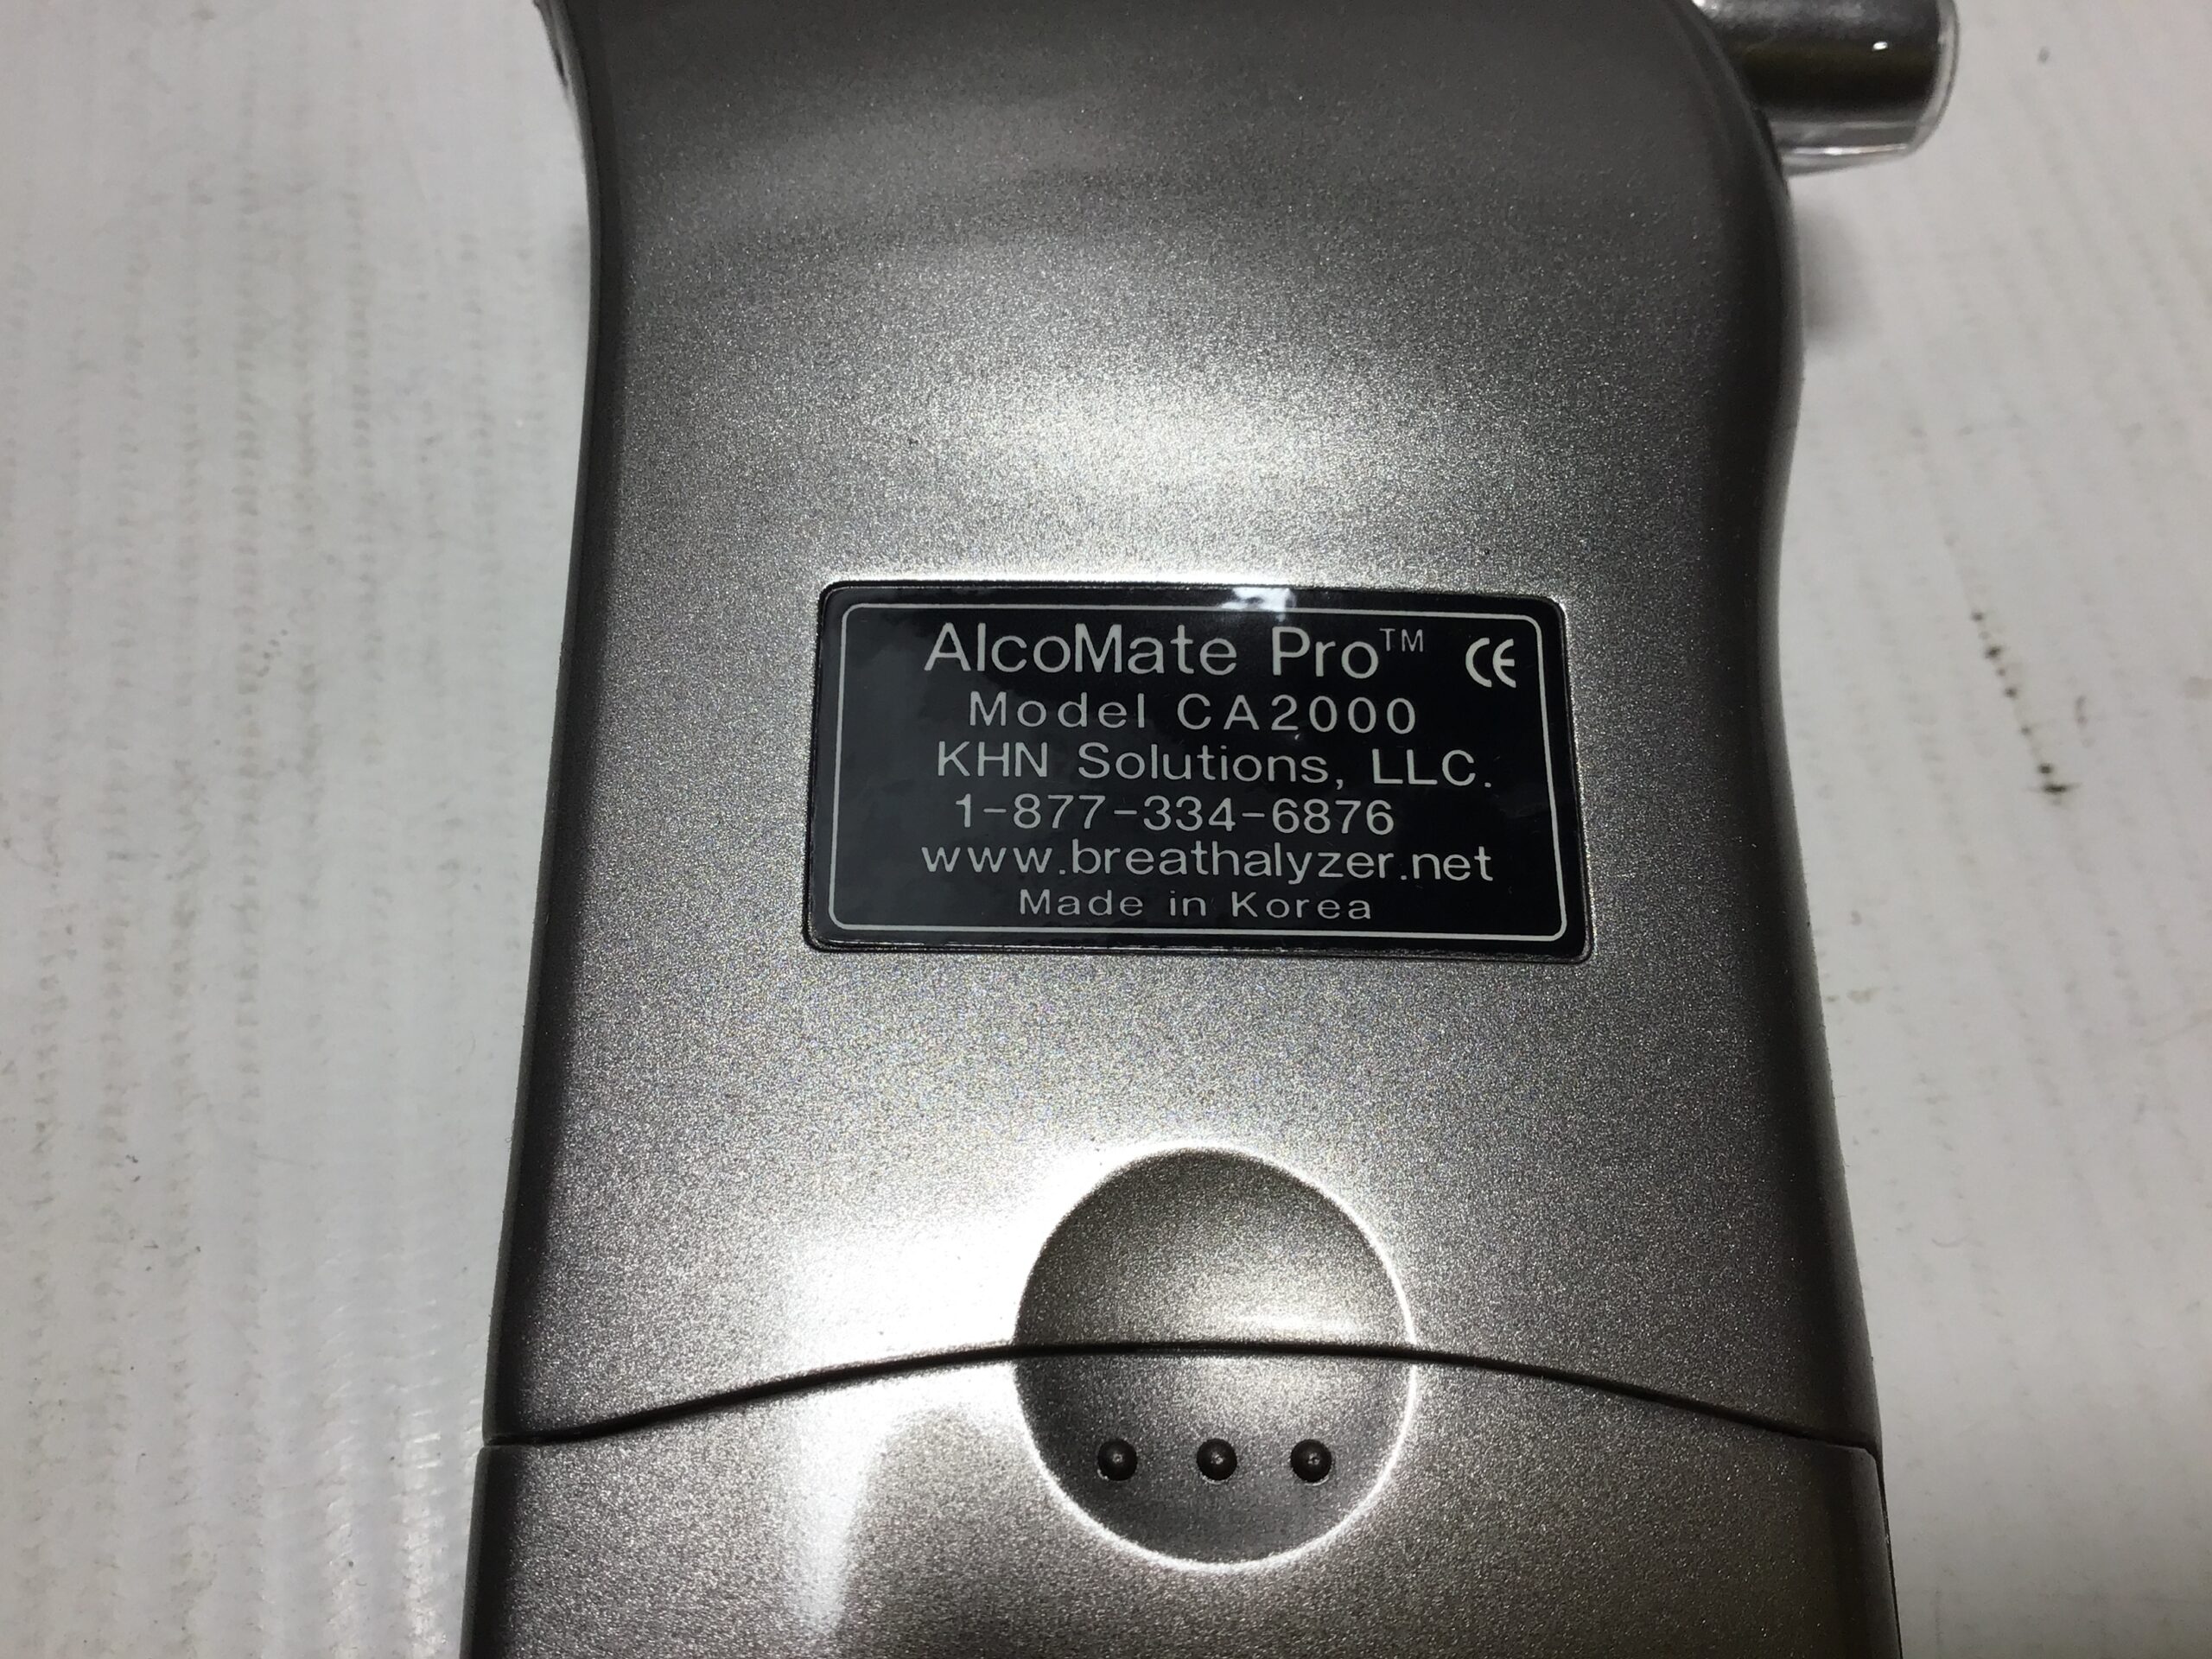 AlcoMate Pro™ CE
Model CA2000
KHN Solutions, LLC.
1-877-334-6876
www.breathalyzer.net
Made in Korea